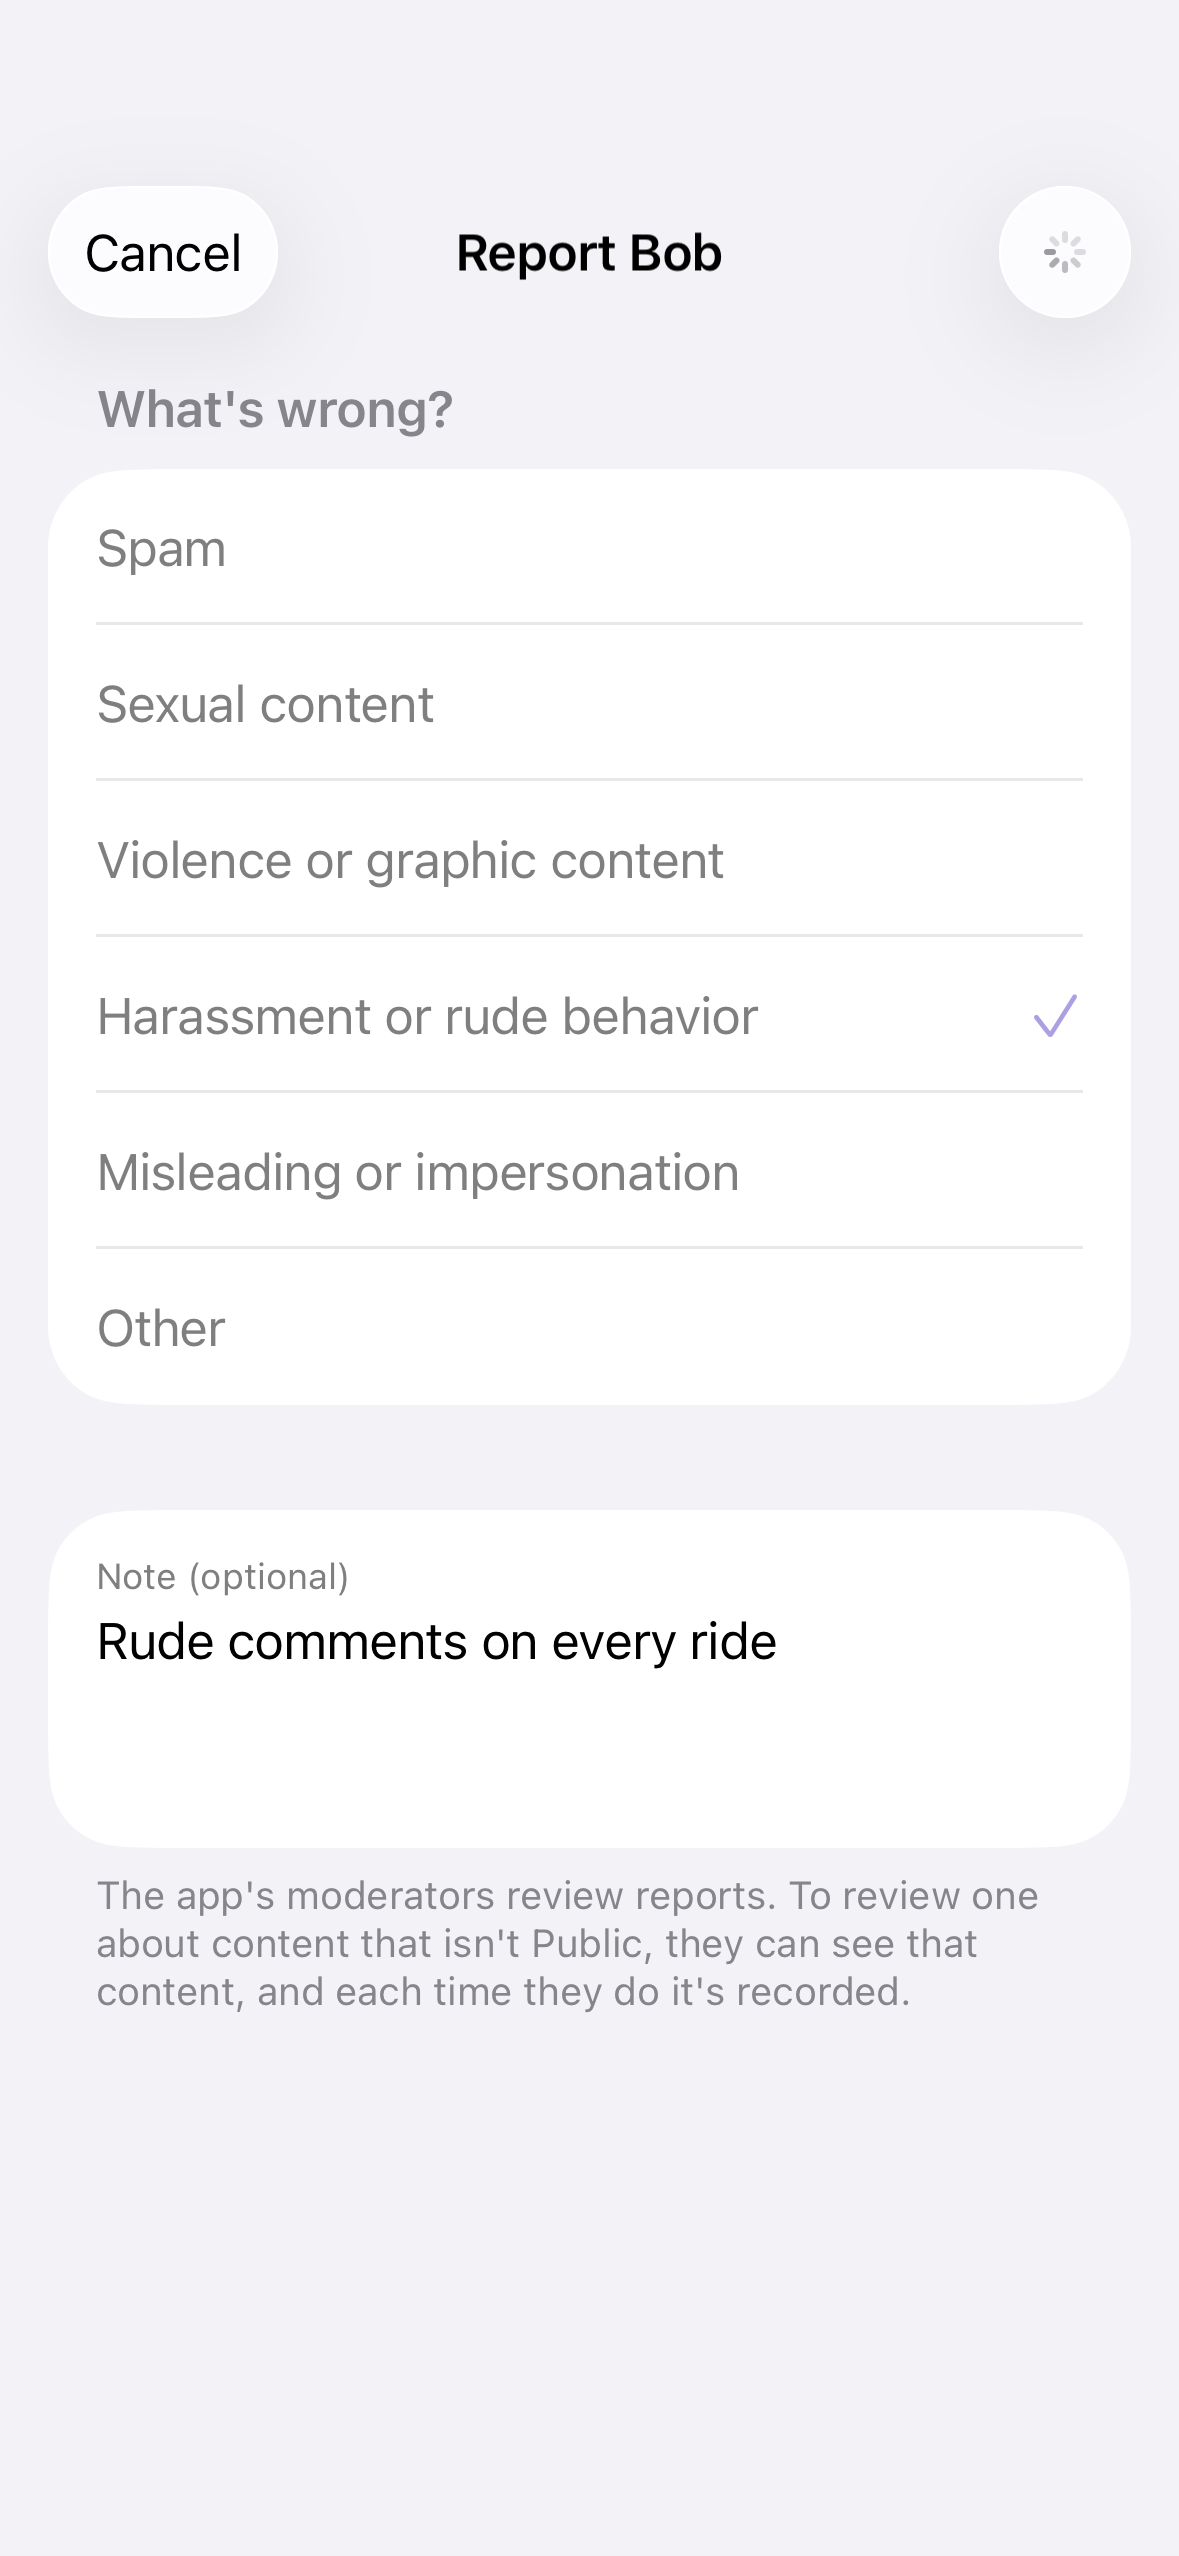 Cancel
Report Bob
What's wrong?
Spam
Sexual content
Violence or graphic content
Harassment or rude behavior
Misleading or impersonation
Other
Note (optional)
Rude comments on every ride
The app's moderators review reports. To review one
about content that isn't Public, they can see that
content, and each time they do it's recorded.